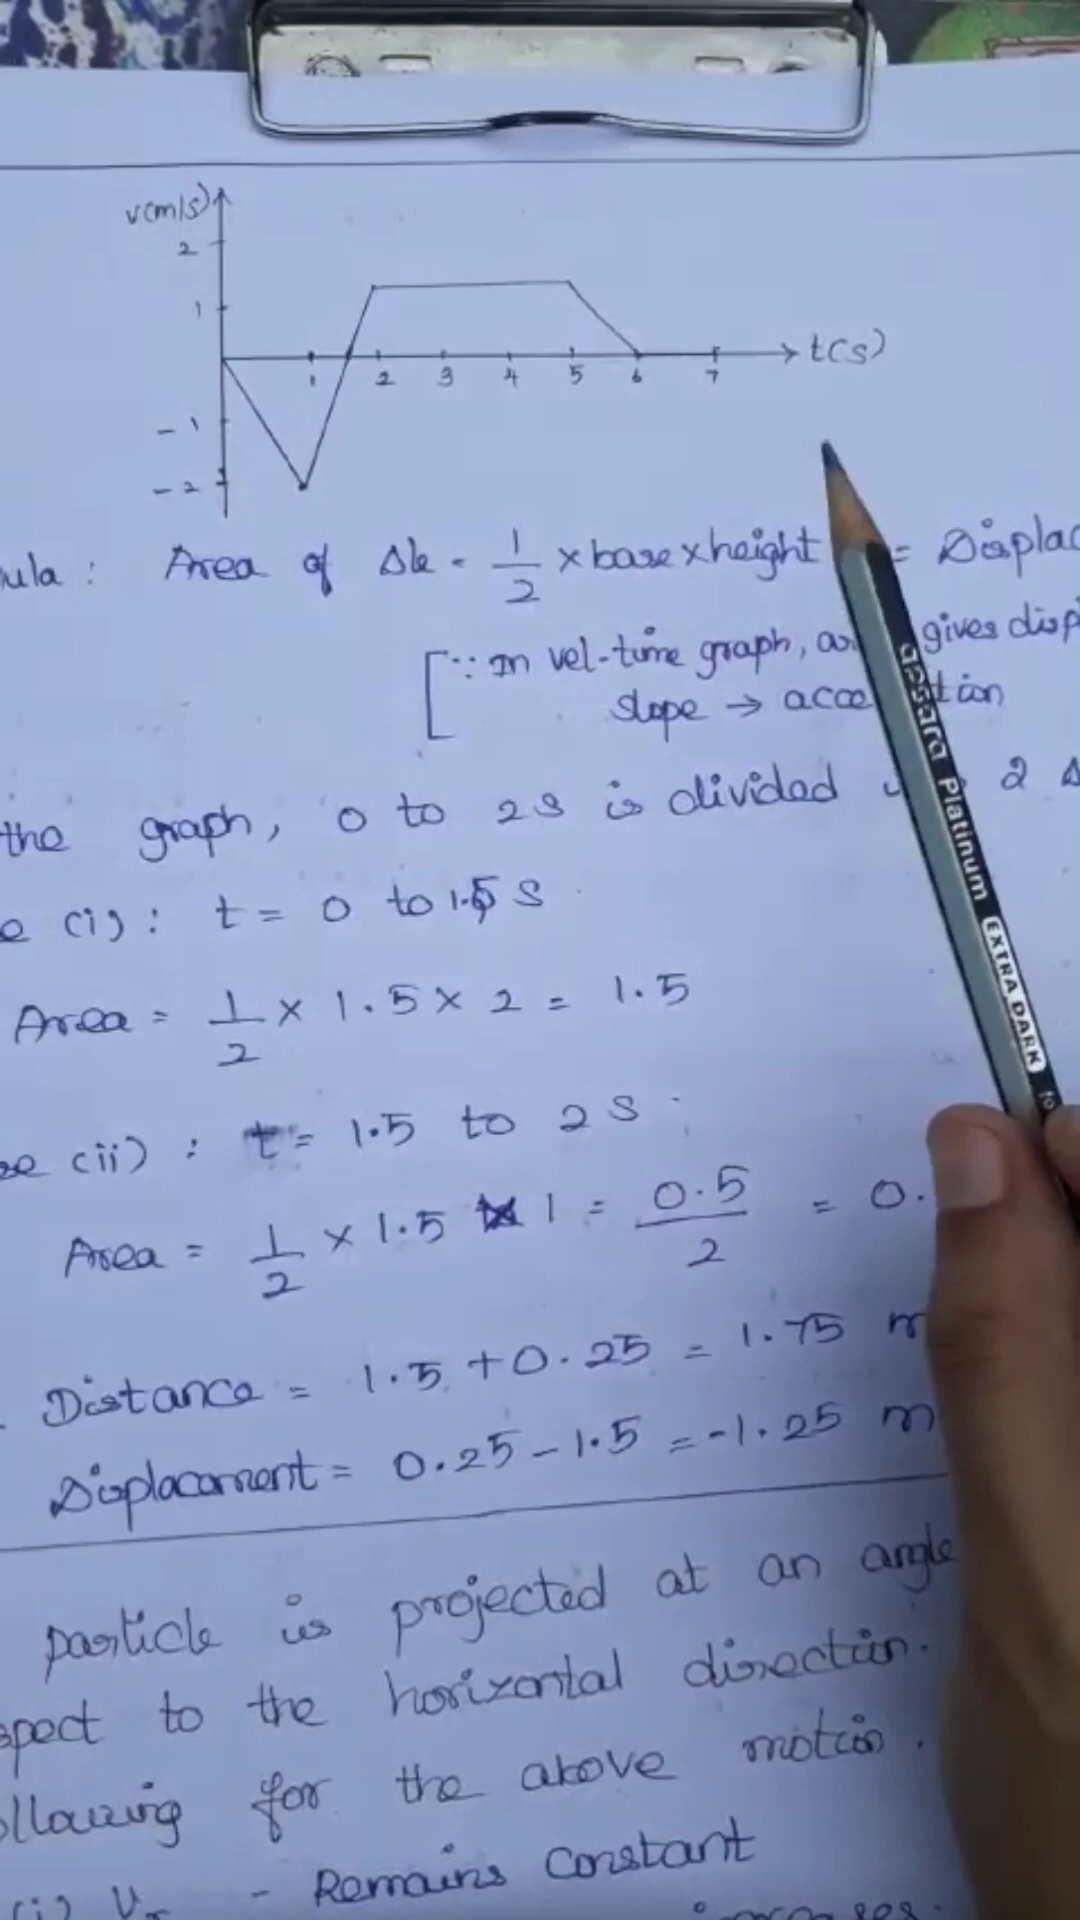 v(m/s)
2
1
t(s)
1 2 3 4 5 6 7
-1
-2
ula : Area of Δle = 1/2 × base × height = Displac
[∵ In vel-time graph, gives disp
slope →
the graph, 0 to 2s is divided 2 Δ
e (i) : t = 0 to 1.5 s
Area = 1/2 × 1.5 × 2 = 1.5
se (ii) : t = 1.5 to 2 s
Area = 1/2 × 1.5 × 1 = 0.5/2 = 0.
Distance = 1.5 + 0.25 = 1.75 m
Displacement = 0.25 - 1.5 = -1.25 m
particle is projected at an angle
spect to the horizontal direction.
ollowing for the above motion.
(i) Vx - Remains constant
apsara Platinum EXTRA DARK